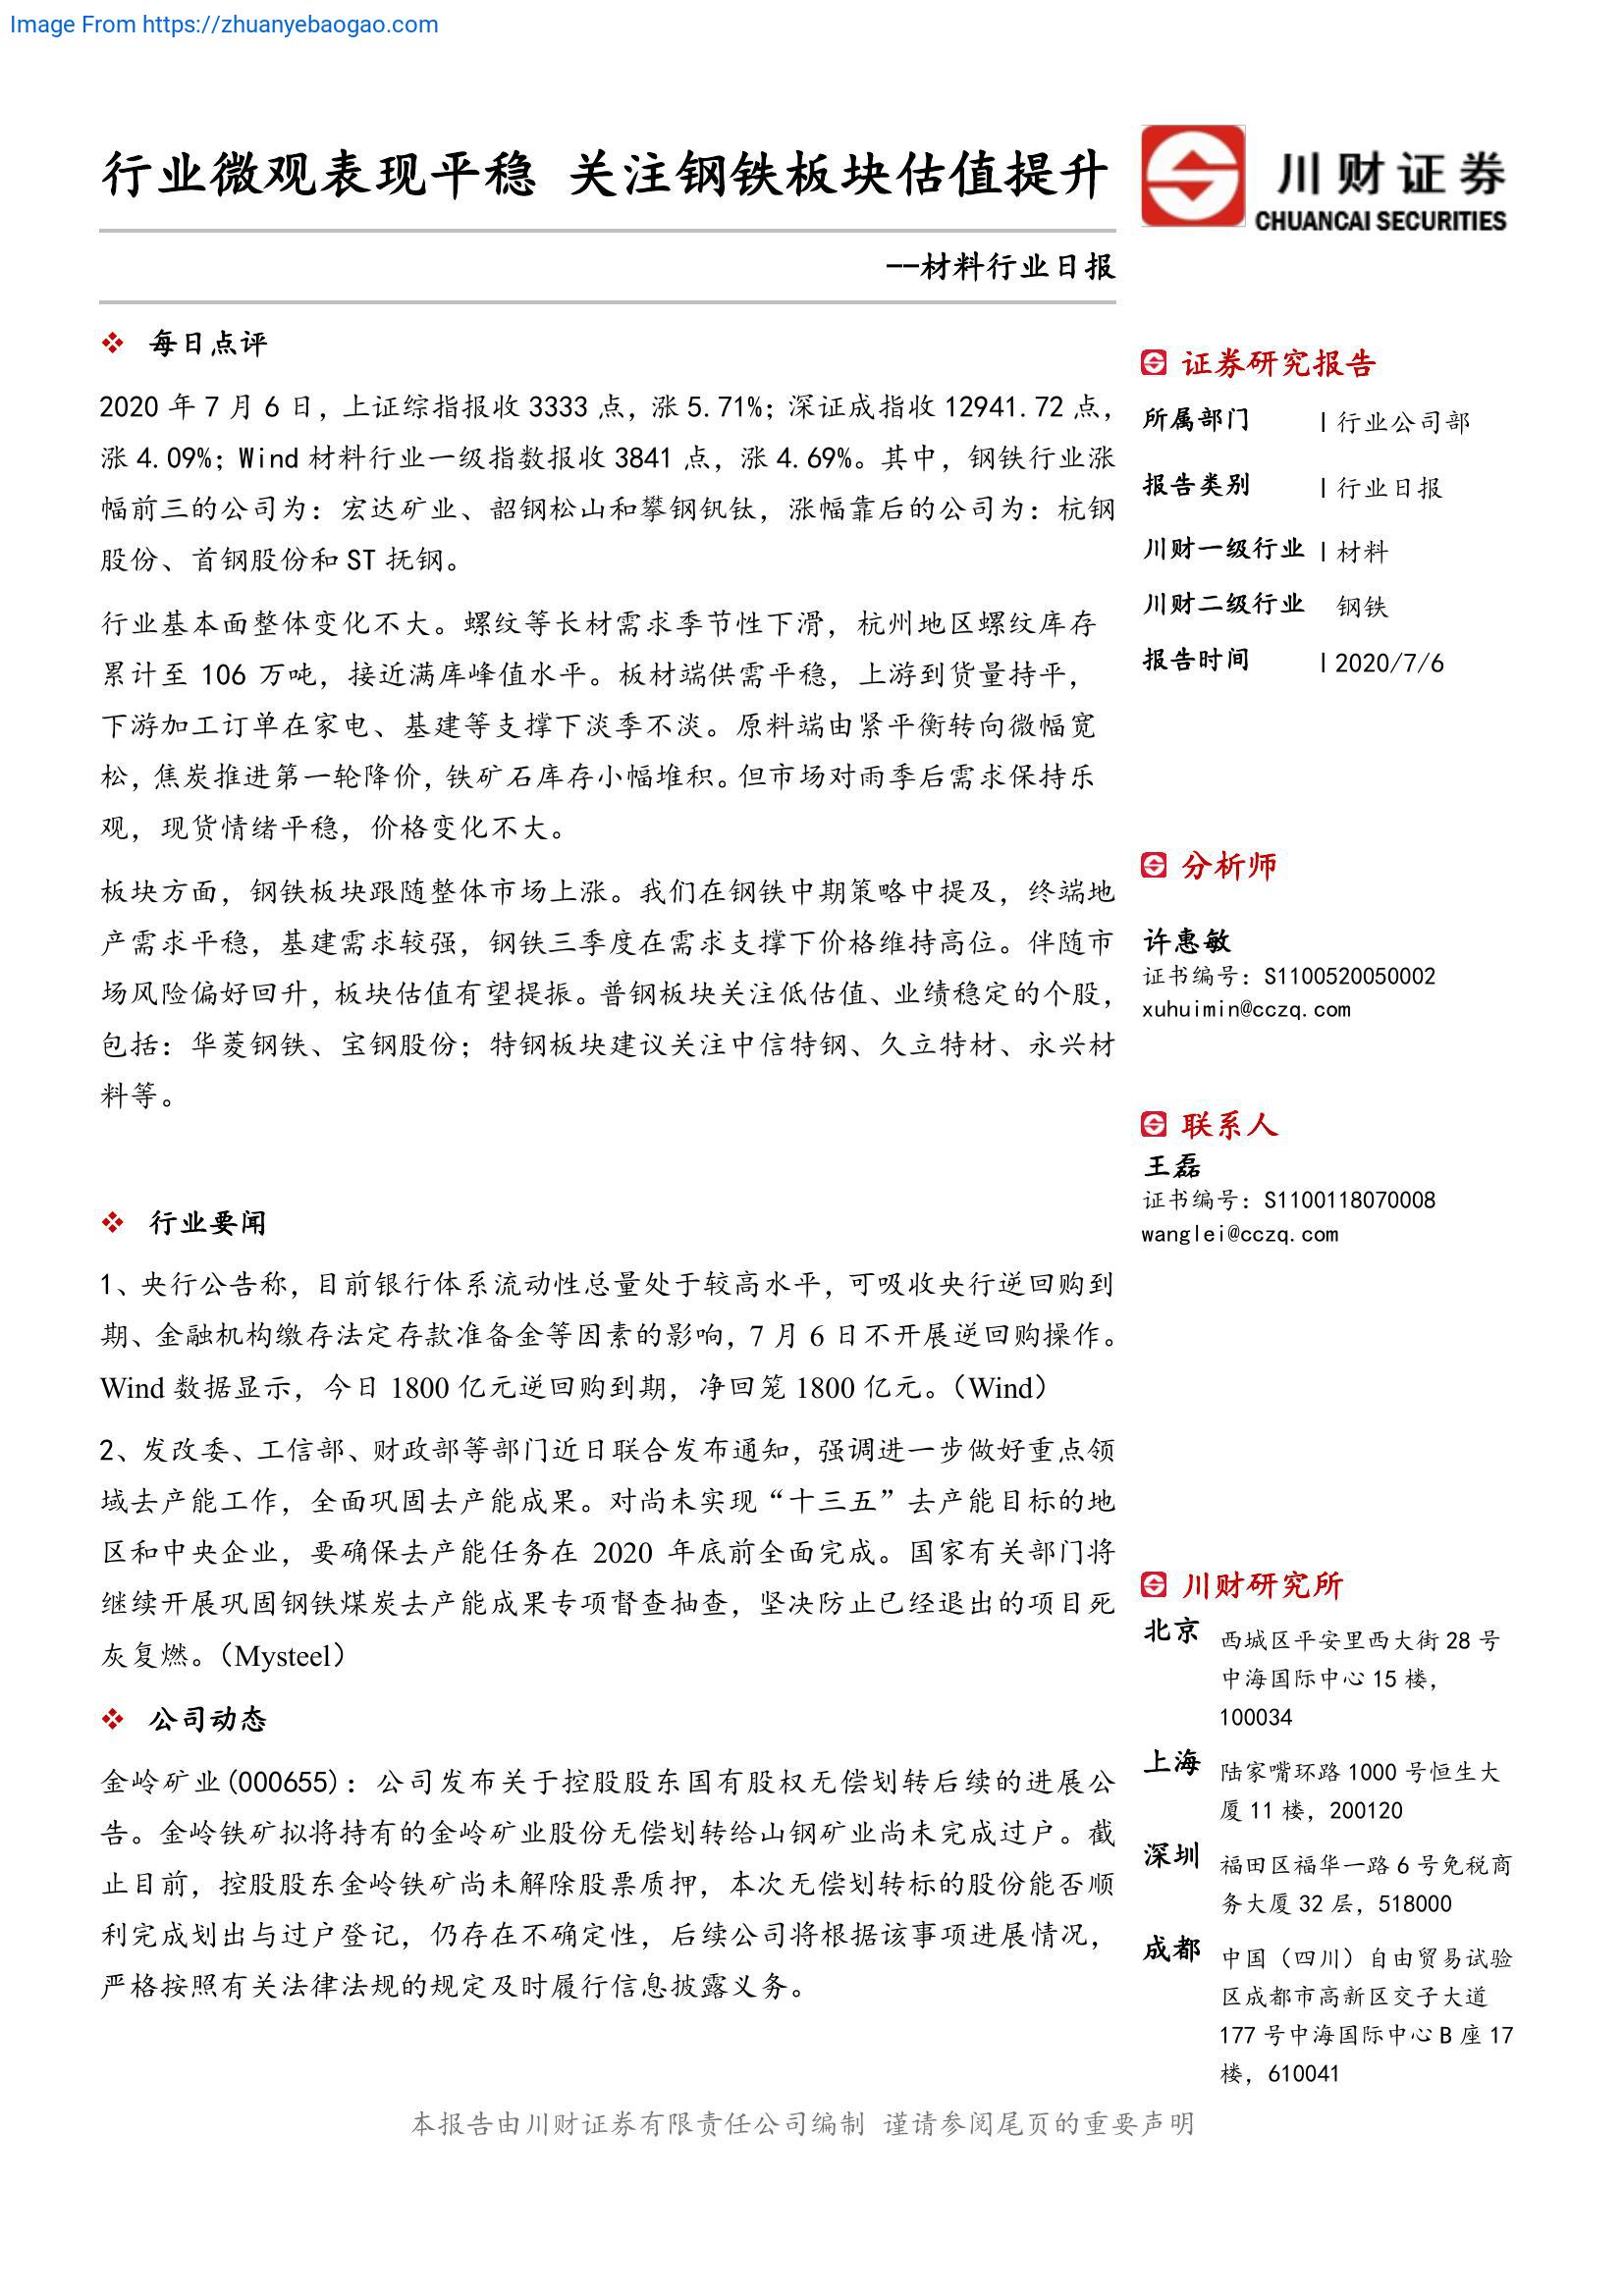 Image From https://zhuanyebaogao.com
行业微观表现平稳 关注钢铁板块估值提升
川财证券
CHUANCAI SECURITIES
--材料行业日报
每日点评
2020 年 7 月 6 日，上证综指报收 3333 点，涨 5.71%；深证成指收 12941.72 点，
涨 4.09%；Wind 材料行业一级指数报收 3841 点，涨 4.69%。其中，钢铁行业涨
幅前三的公司为：宏达矿业、韶钢松山和攀钢钒钛，涨幅靠后的公司为：杭钢
股份、首钢股份和 ST 抚钢。
行业基本面整体变化不大。螺纹等长材需求季节性下滑，杭州地区螺纹库存
累计至 106 万吨，接近满库峰值水平。板材端供需平稳，上游到货量持平，
下游加工订单在家电、基建等支撑下淡季不淡。原料端由紧平衡转向微幅宽
松，焦炭推进第一轮降价，铁矿石库存小幅堆积。但市场对雨季后需求保持乐
观，现货情绪平稳，价格变化不大。
板块方面，钢铁板块跟随整体市场上涨。我们在钢铁中期策略中提及，终端地
产需求平稳，基建需求较强，钢铁三季度在需求支撑下价格维持高位。伴随市
场风险偏好回升，板块估值有望提振。普钢板块关注低估值、业绩稳定的个股，
包括：华菱钢铁、宝钢股份；特钢板块建议关注中信特钢、久立特材、永兴材
料等。
行业要闻
1、央行公告称，目前银行体系流动性总量处于较高水平，可吸收央行逆回购到
期、金融机构缴存法定存款准备金等因素的影响，7 月 6 日不开展逆回购操作。
Wind 数据显示，今日 1800 亿元逆回购到期，净回笼 1800 亿元。（Wind）
2、发改委、工信部、财政部等部门近日联合发布通知，强调进一步做好重点领
域去产能工作，全面巩固去产能成果。对尚未实现“十三五”去产能目标的地
区和中央企业，要确保去产能任务在 2020 年底前全面完成。国家有关部门将
继续开展巩固钢铁煤炭去产能成果专项督查抽查，坚决防止已经退出的项目死
灰复燃。（Mysteel）
公司动态
金岭矿业(000655)：公司发布关于控股股东国有股权无偿划转后续的进展公
告。金岭铁矿拟将持有的金岭矿业股份无偿划转给山钢矿业尚未完成过户。截
止目前，控股股东金岭铁矿尚未解除股票质押，本次无偿划转标的股份能否顺
利完成划出与过户登记，仍存在不确定性，后续公司将根据该事项进展情况，
严格按照有关法律法规的规定及时履行信息披露义务。
证券研究报告
所属部门 | 行业公司部
报告类别 | 行业日报
川财一级行业 | 材料
川财二级行业 钢铁
报告时间 | 2020/7/6
分析师
许惠敏
证书编号：S1100520050002
xuhuimin@cczq.com
联系人
王磊
证书编号：S1100118070008
wanglei@cczq.com
川财研究所
北京 西城区平安里西大街 28 号
中海国际中心 15 楼，
100034
上海 陆家嘴环路 1000 号恒生大
厦 11 楼，200120
深圳 福田区福华一路 6 号免税商
务大厦 32 层，518000
成都 中国（四川）自由贸易试验
区成都市高新区交子大道
177 号中海国际中心 B 座 17
楼，610041
本报告由川财证券有限责任公司编制 谨请参阅尾页的重要声明